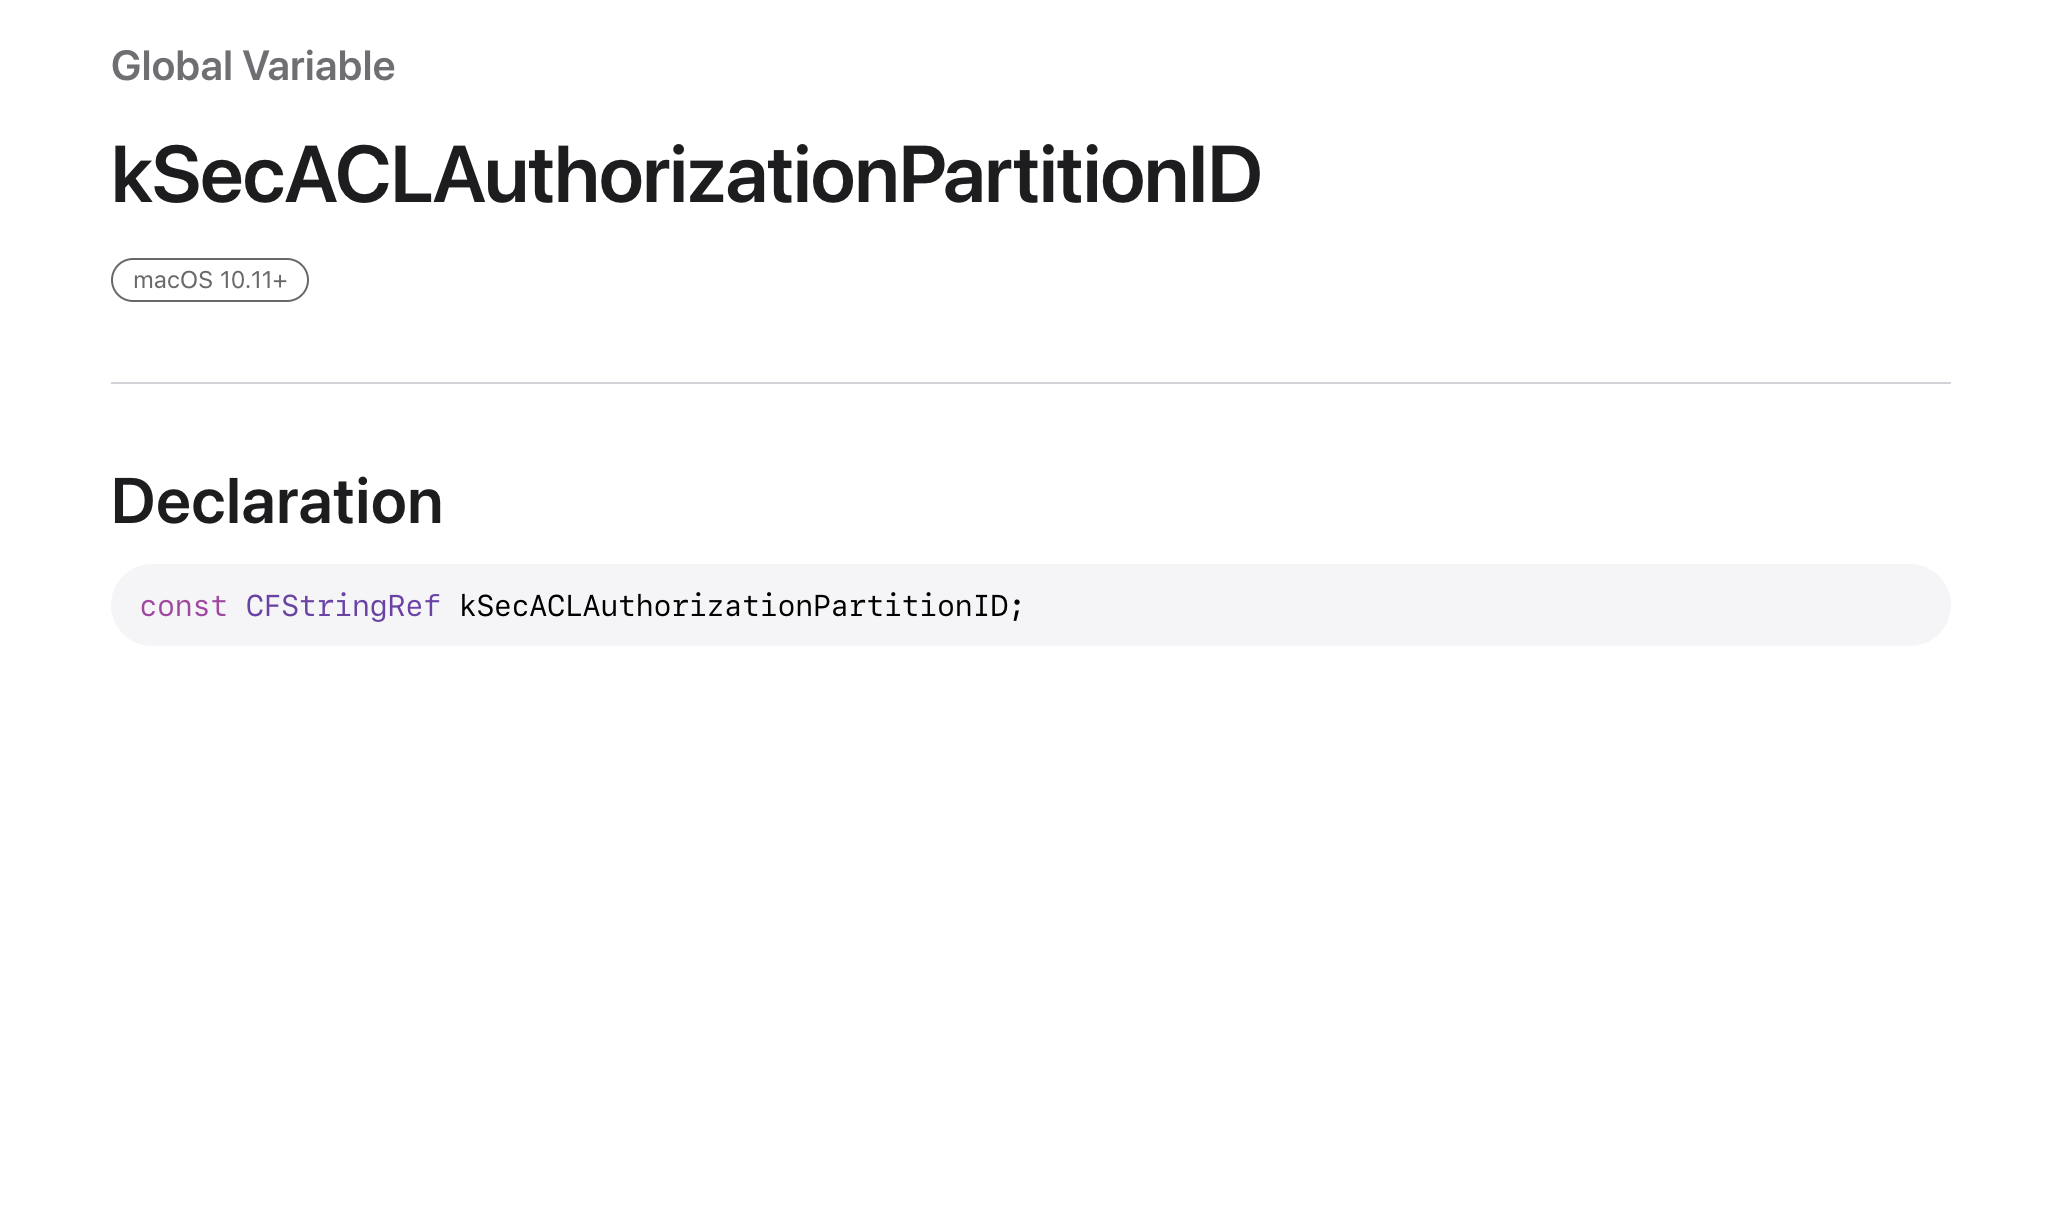 Global Variable
kSecACLAuthorizationPartitionID
macOS 10.11+
Declaration
const CFStringRef kSecACLAuthorizationPartitionID;